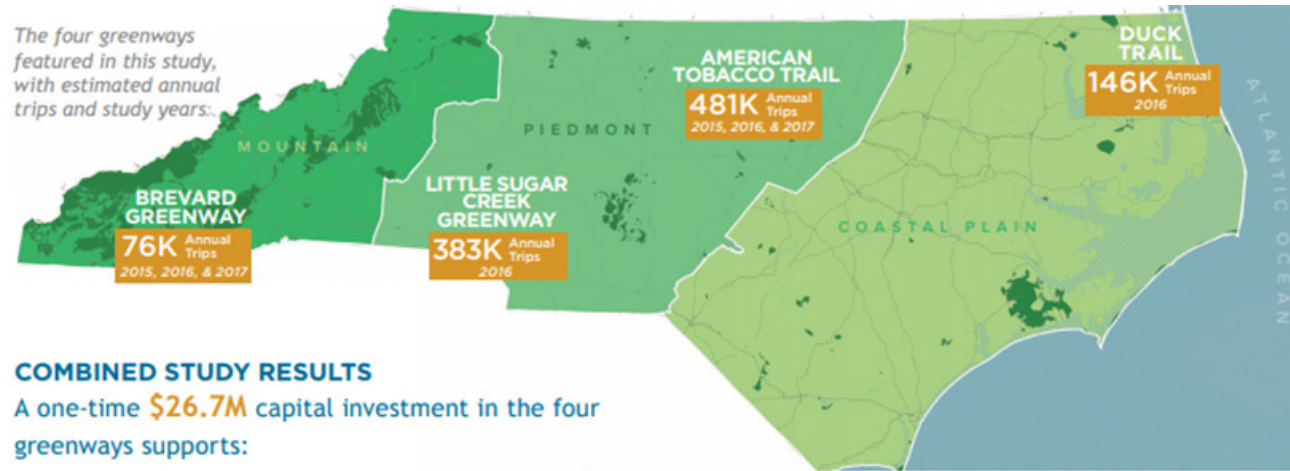 The four greenways
featured in this study,
with estimated annual
trips and study years:
MOUNTAIN
BREVARD
GREENWAY
76K Annual Trips
2015, 2016, & 2017
PIEDMONT
LITTLE SUGAR
CREEK
GREENWAY
383K Annual Trips
2016
AMERICAN
TOBACCO TRAIL
481K Annual Trips
2015, 2016, & 2017
DUCK
TRAIL
146K Annual Trips
2016
COASTAL PLAIN
ATLANTIC OCEAN
COMBINED STUDY RESULTS
A one-time $26.7M capital investment in the four
greenways supports: